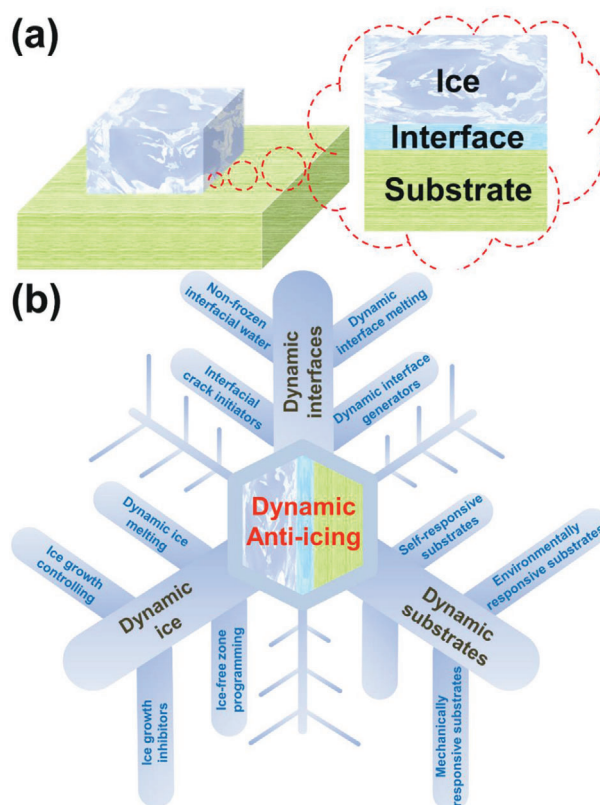 (a)
Ice
Interface
Substrate
(b)
Non-frozen
interfacial water
Dynamic
interface melting
Dynamic
interfaces
Interfacial
crack initiators
Dynamic interface
generators
Dynamic
Anti-icing
Dynamic ice
melting
Self-responsive
substrates
Ice growth
controlling
Environmentally
responsive substrates
Dynamic
ice
Dynamic
substrates
Ice-free zone
programming
Ice growth
inhibitors
Mechanically
responsive substrates